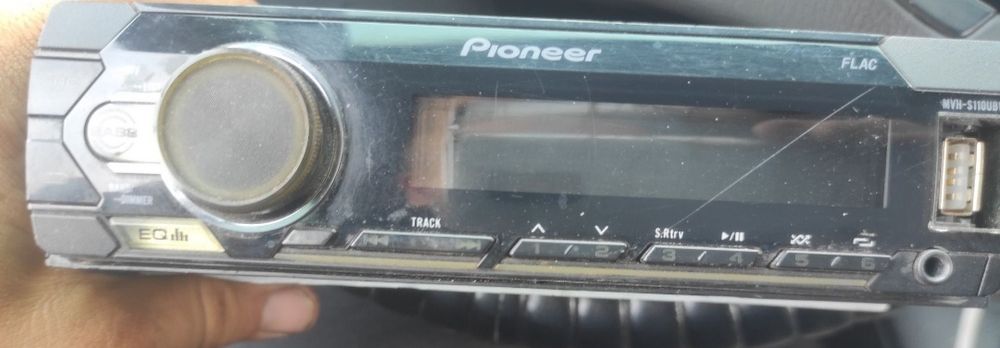 Pioneer
FLAC
MVH-S110UB
DIMMER
EQ
TRACK
1 / 2
S.Rtrv
3 / 4
5 / 6